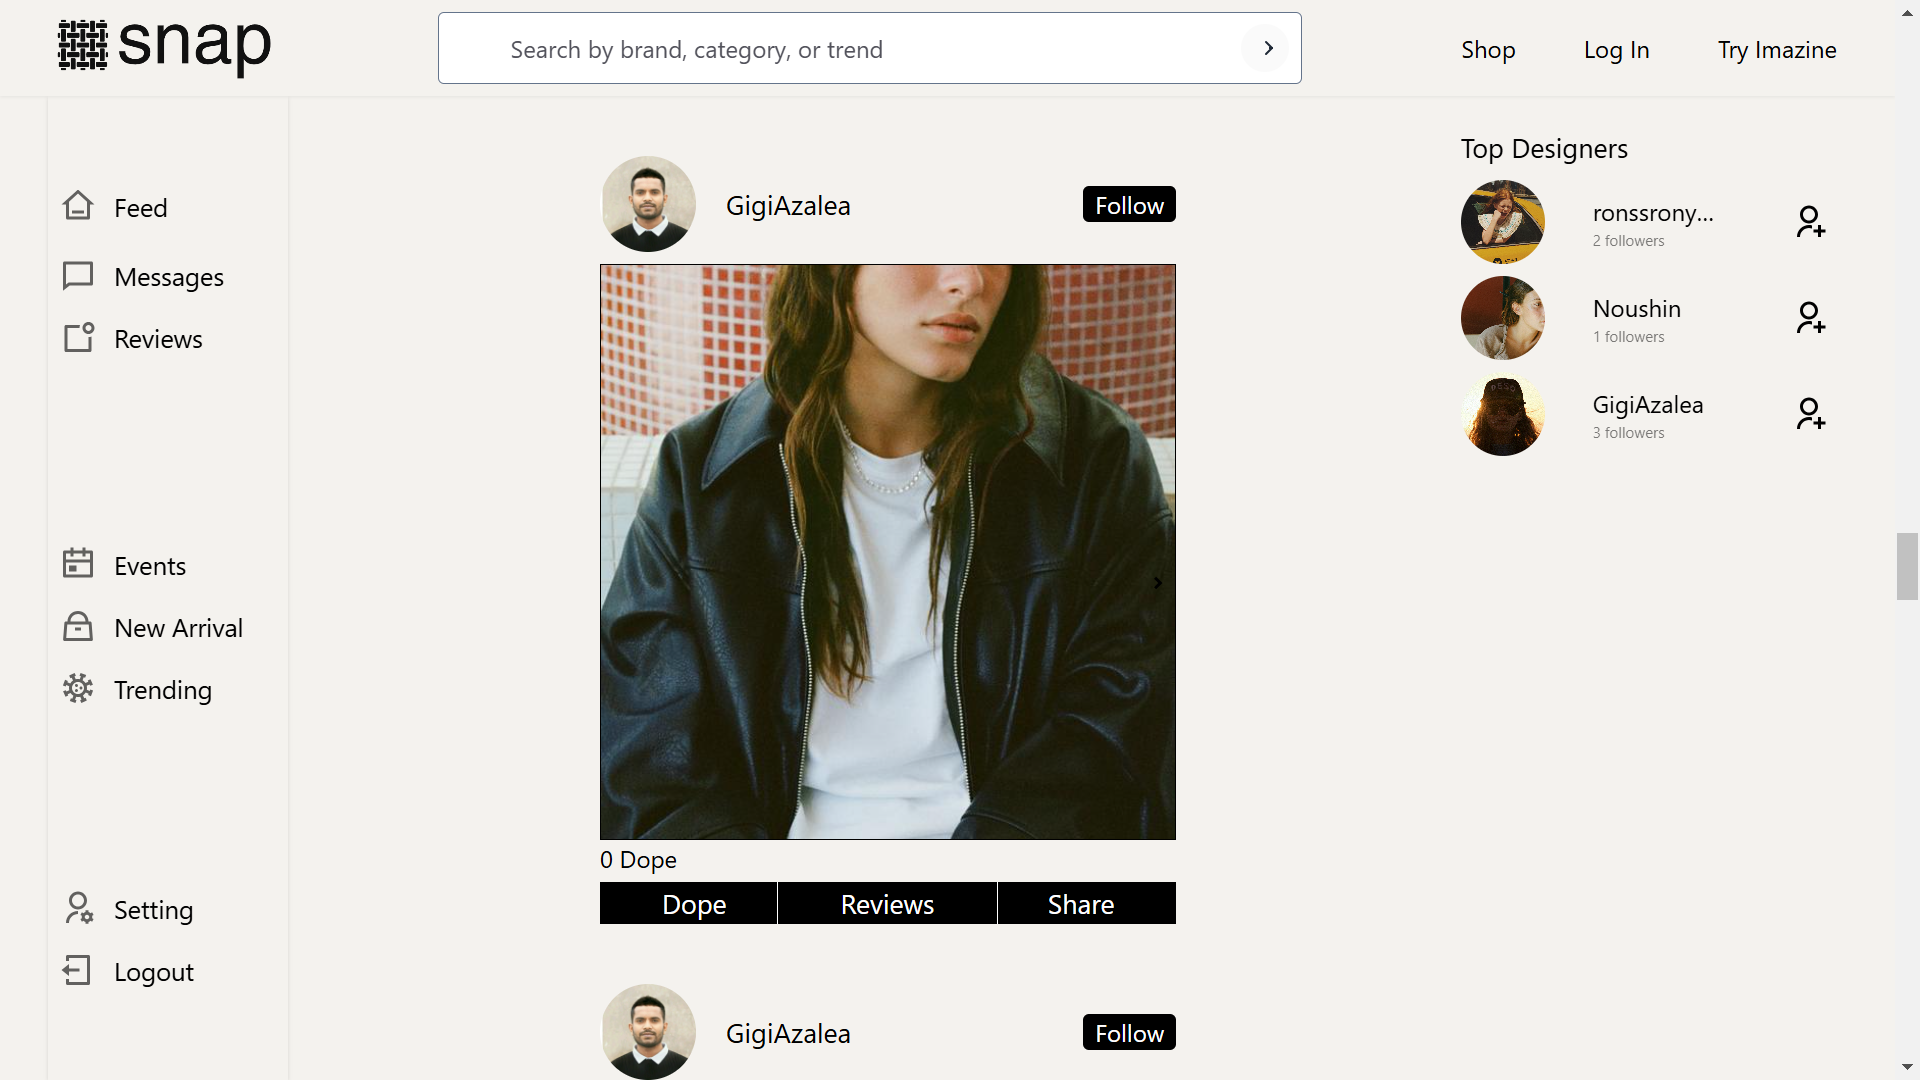 snap
Search by brand, category, or trend
Shop
Log In
Try Imazine
Feed
Messages
Reviews
Events
New Arrival
Trending
Setting
Logout
GigiAzalea
Follow
0 Dope
Dope
Reviews
Share
GigiAzalea
Follow
Top Designers
ronssrony...
2 followers
Noushin
1 followers
GigiAzalea
3 followers